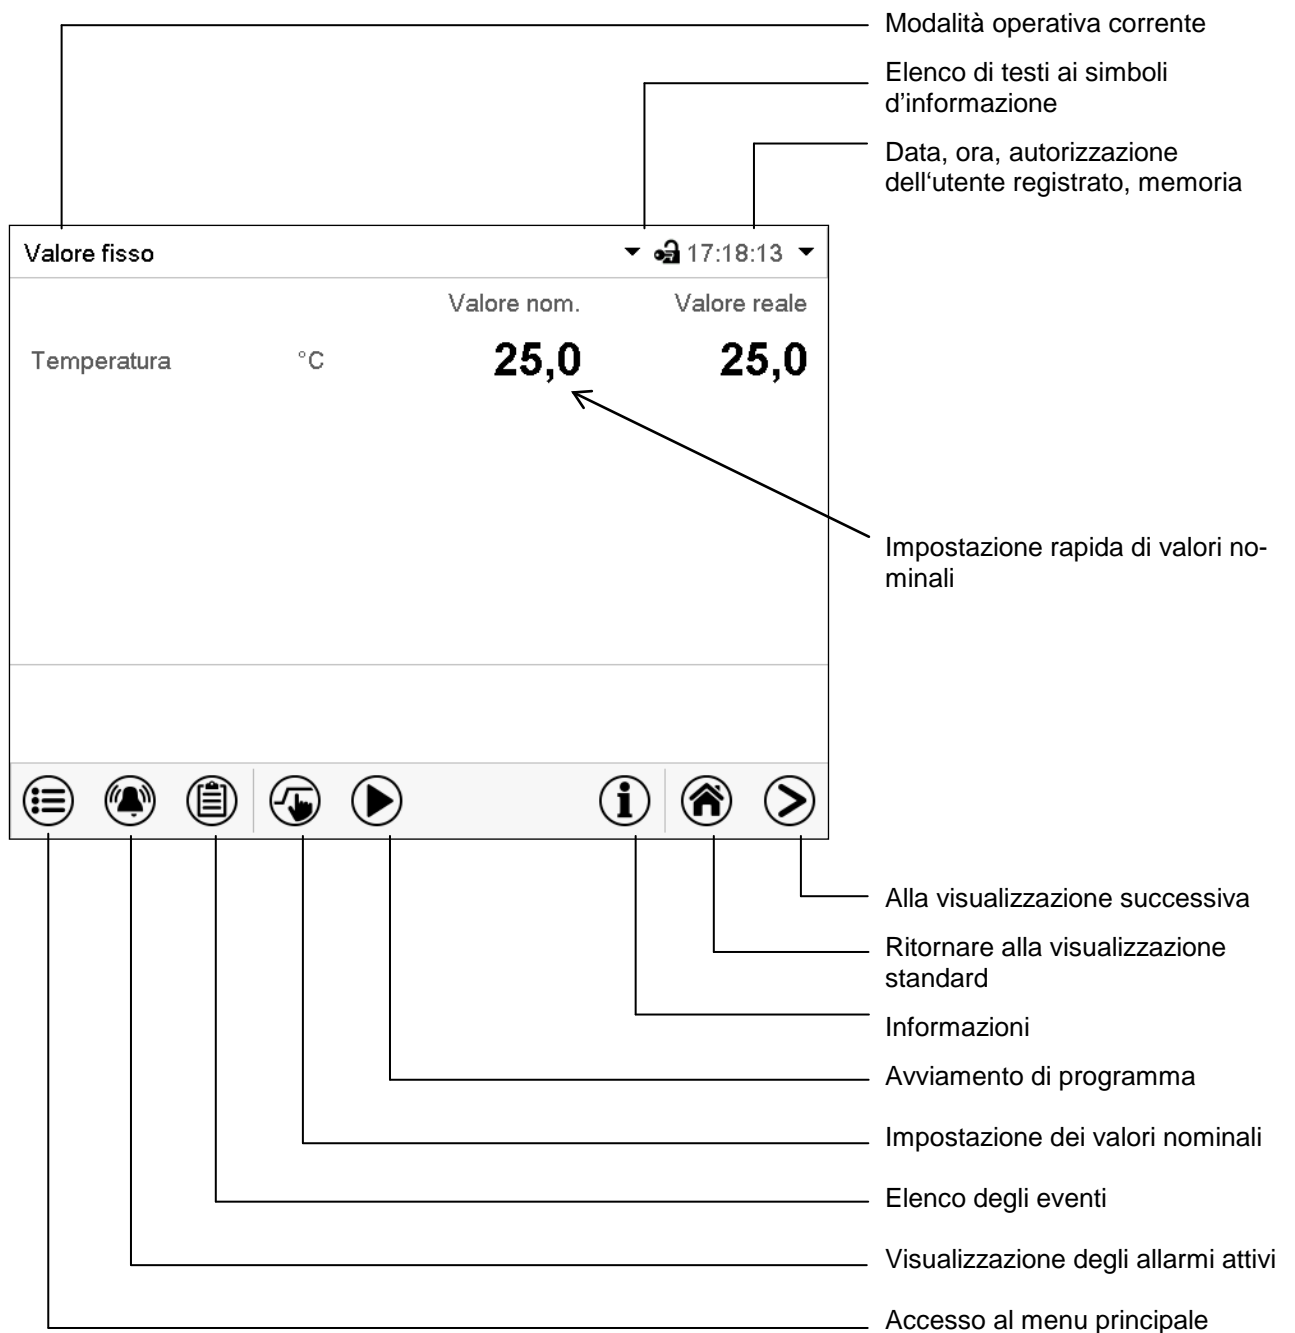 Modalità operativa corrente
Elenco di testi ai simboli
d’informazione
Data, ora, autorizzazione
dell‘utente registrato, memoria
Valore fisso
17:18:13
Valore nom. Valore reale
Temperatura °C 25,0 25,0
Impostazione rapida di valori no-
minali
Alla visualizzazione successiva
Ritornare alla visualizzazione
standard
Informazioni
Avviamento di programma
Impostazione dei valori nominali
Elenco degli eventi
Visualizzazione degli allarmi attivi
Accesso al menu principale